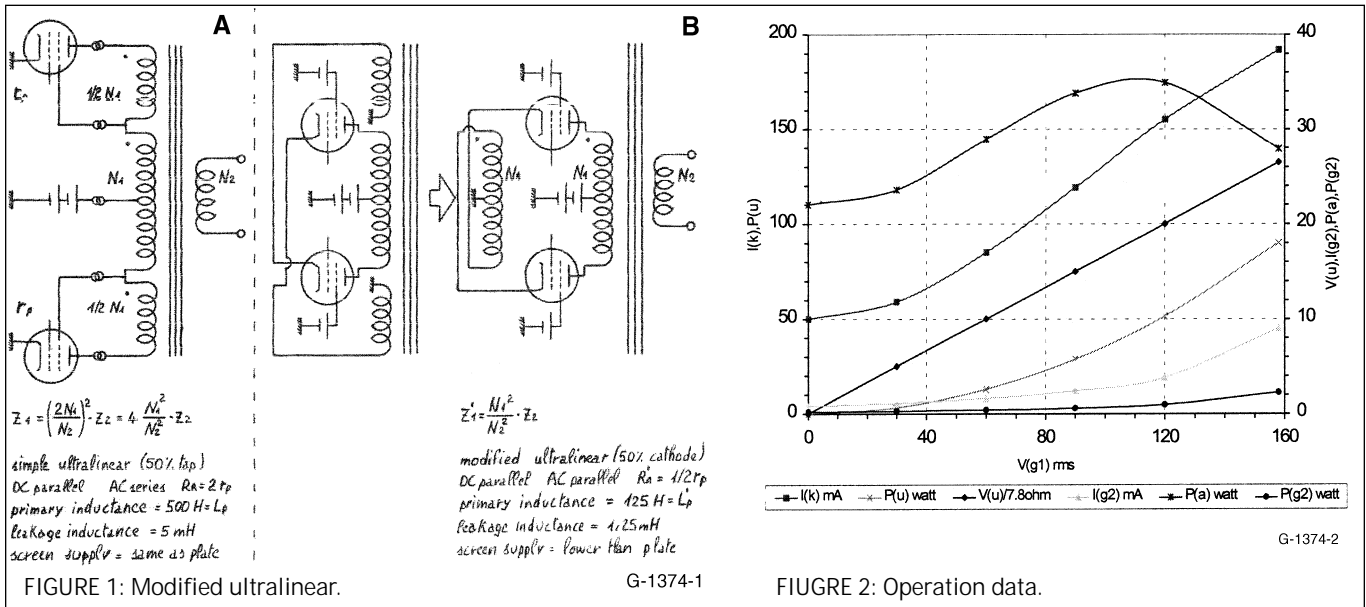 A
B
1/2 N1
N1
N2
rp
1/2 N1
N1
N1
N2
Z1 = (2N1/N2)² · Z2 = 4 N1²/N2² · Z2
simple ultralinear (50% tap)
DC parallel AC series RA = 2 rp
primary inductance = 500 H = Lp
leakage inductance = 5 mH
screen supply = same as plate
Z'1 = N1²/N2² · Z2
modified ultralinear (50% cathode)
DC parallel AC parallel R'A = 1/2 rp
primary inductance = 125 H = L'p
leakage inductance = 1,25 mH
screen supply = lower than plate
FIGURE 1: Modified ultralinear.
G-1374-1
200
150
100
50
0
I(k),P(u)
40
30
20
10
0
V(u),I(g2),P(a),P(g2)
0
40
80
120
160
V(g1) rms
I(k) mA
P(u) watt
V(u)/7.8ohm
I(g2) mA
P(a) watt
P(g2) watt
G-1374-2
FIUGRE 2: Operation data.